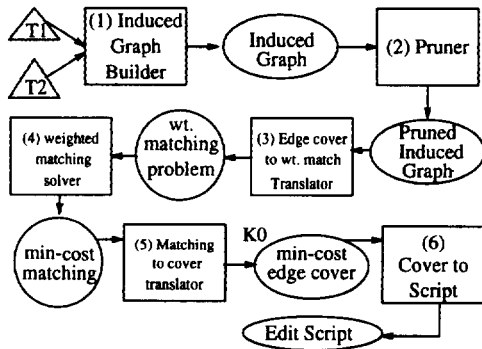 T1
T2
(1) Induced
Graph
Builder
Induced
Graph
(2) Pruner
(4) weighted
matching
solver
wt.
matching
problem
(3) Edge cover
to wt. match
Translator
Pruned
Induced
Graph
min-cost
matching
(5) Matching
to cover
translator
K0
min-cost
edge cover
(6)
Cover to
Script
Edit Script